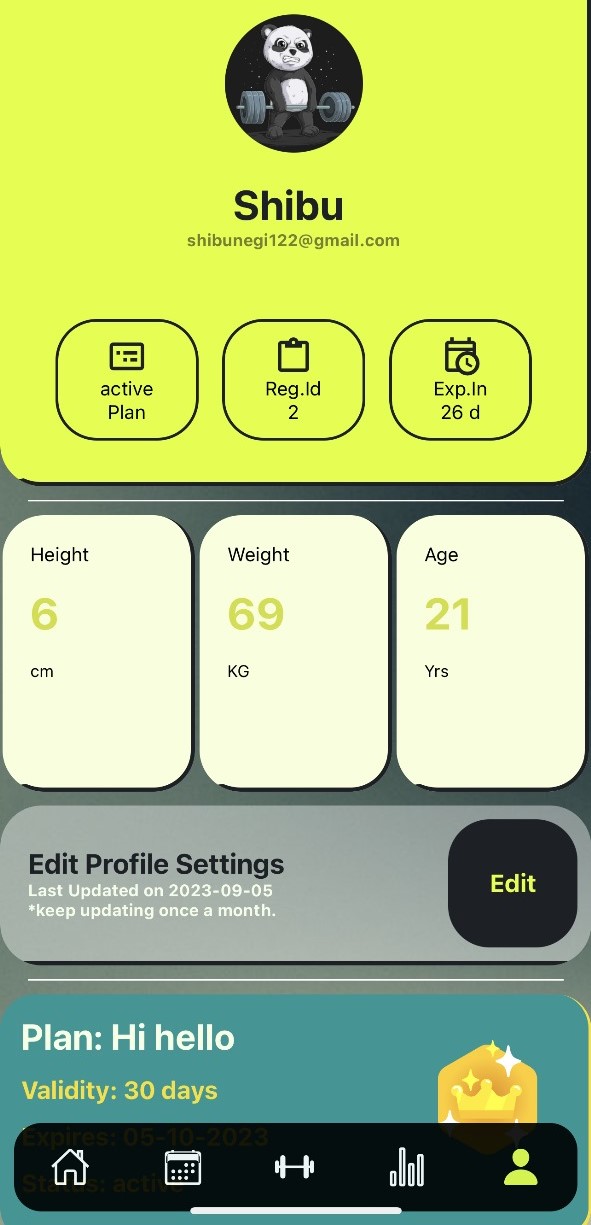 Shibu
shibunegi122@gmail.com
active
Plan
Reg.Id
2
Exp.In
26 d
Height
6
cm
Weight
69
KG
Age
21
Yrs
Edit Profile Settings
Last Updated on 2023-09-05
*keep updating once a month.
Edit
Plan: Hi hello
Validity: 30 days
Expires: 05-10-2023
Status: active